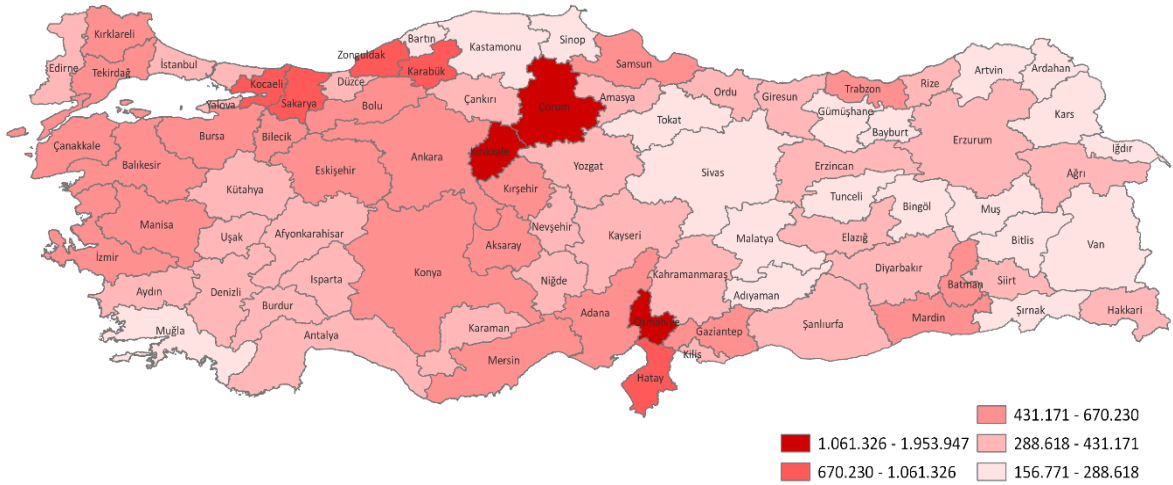 Kırklareli
Edirne
Tekirdağ
İstanbul
Kocaeli
Yalova
Sakarya
Düzce
Zonguldak
Bartın
Karabük
Kastamonu
Sinop
Samsun
Çankırı
Çorum
Amasya
Ordu
Giresun
Trabzon
Rize
Artvin
Ardahan
Gümüşhane
Bayburt
Kars
Iğdır
Çanakkale
Balıkesir
Bursa
Bilecik
Bolu
Eskişehir
Ankara
Kırıkkale
Kırşehir
Yozgat
Tokat
Sivas
Erzincan
Erzurum
Ağrı
Kütahya
Manisa
Uşak
Afyonkarahisar
İzmir
Aydın
Denizli
Isparta
Burdur
Muğla
Antalya
Konya
Aksaray
Nevşehir
Niğde
Kayseri
Karaman
Mersin
Adana
Kahramanmaraş
Malatya
Adıyaman
Osmaniye
Gaziantep
Kilis
Hatay
Şanlıurfa
Tunceli
Elazığ
Bingöl
Muş
Bitlis
Van
Diyarbakır
Batman
Siirt
Mardin
Şırnak
Hakkari
431.171 - 670.230
1.061.326 - 1.953.947
288.618 - 431.171
670.230 - 1.061.326
156.771 - 288.618